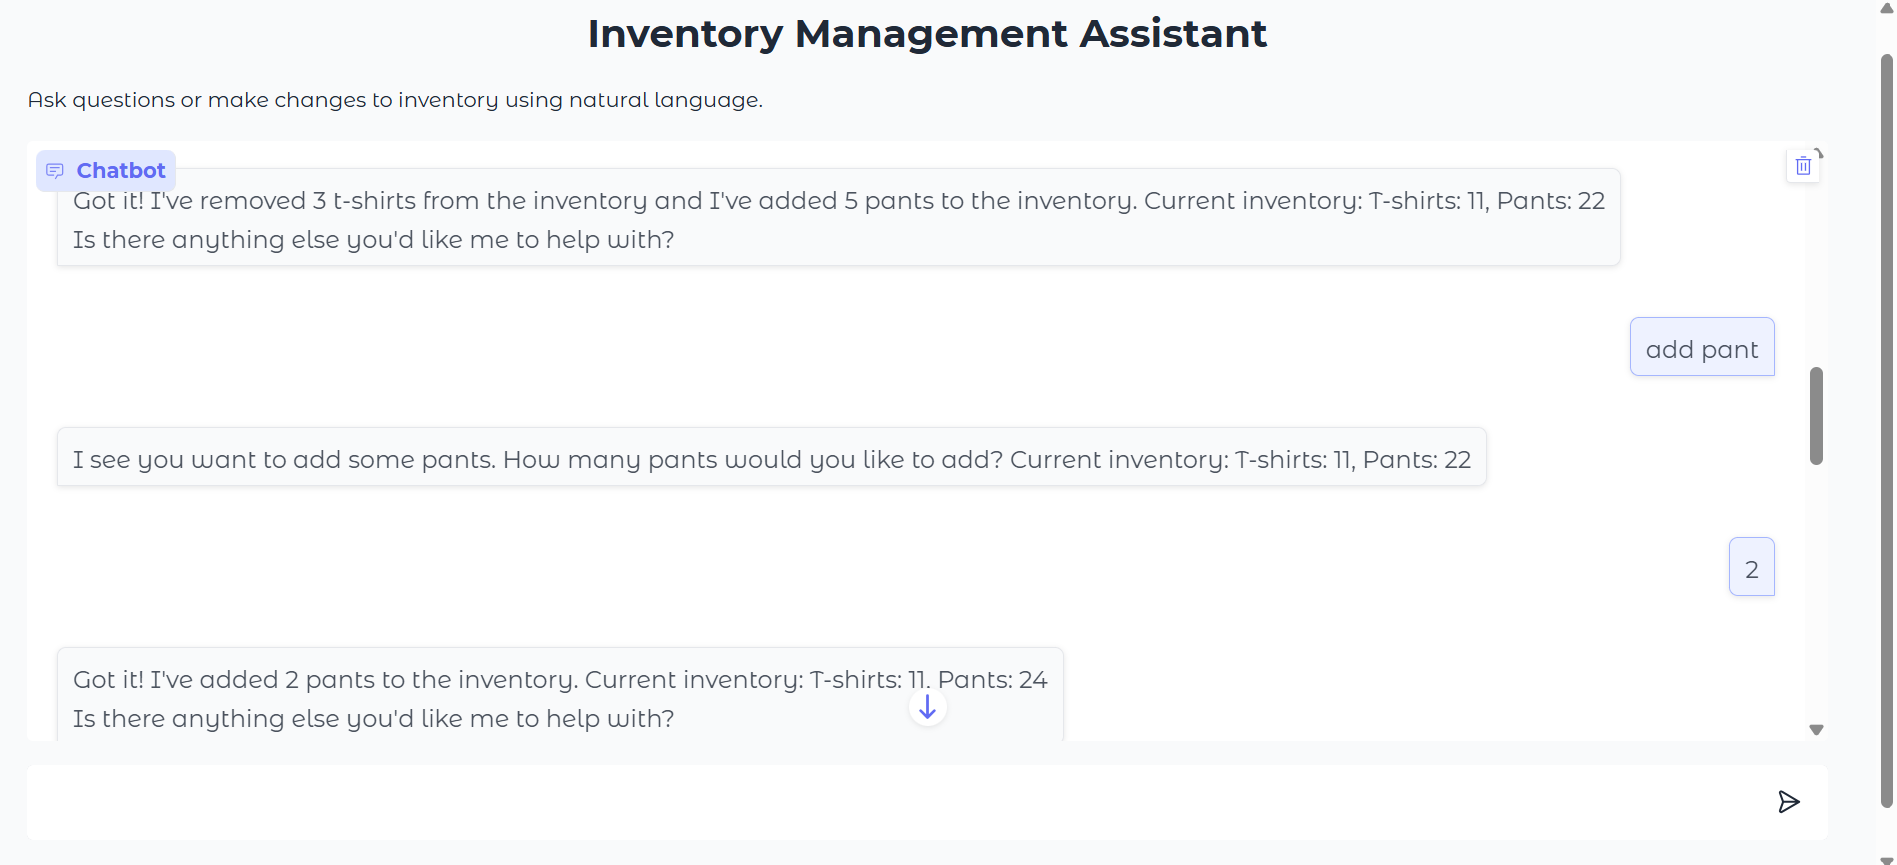 Inventory Management Assistant
Ask questions or make changes to inventory using natural language.
Chatbot
Got it! I've removed 3 t-shirts from the inventory and I've added 5 pants to the inventory. Current inventory: T-shirts: 11, Pants: 22
Is there anything else you'd like me to help with?
add pant
I see you want to add some pants. How many pants would you like to add? Current inventory: T-shirts: 11, Pants: 22
2
Got it! I've added 2 pants to the inventory. Current inventory: T-shirts: 11, Pants: 24
Is there anything else you'd like me to help with?